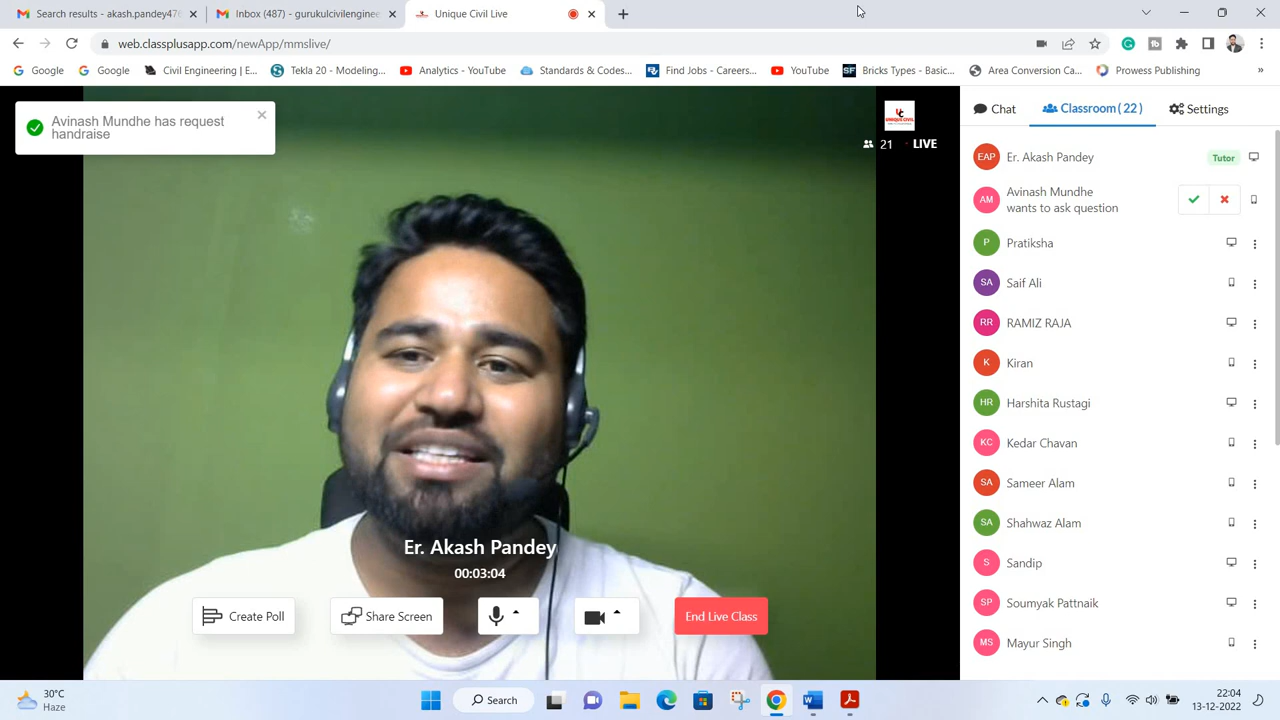 Search results - akash.pandey476
Inbox (487) - gurukulcivilenginee
Unique Civil Live
web.classplusapp.com/newApp/mmslive/
Google
Google
Civil Engineering | E...
Tekla 20 - Modeling...
Analytics - YouTube
Standards & Codes...
Find Jobs - Careers...
YouTube
Bricks Types - Basic...
Area Conversion Ca...
Prowess Publishing
»
Avinash Mundhe has request
handraise
UC
UNIQUE CIVIL
21 LIVE
Er. Akash Pandey
00:03:04
Create Poll
Share Screen
End Live Class
Chat
Classroom ( 22 )
Settings
EAP Er. Akash Pandey Tutor
AM Avinash Mundhe
wants to ask question
P Pratiksha
SA Saif Ali
RR RAMIZ RAJA
K Kiran
HR Harshita Rustagi
KC Kedar Chavan
SA Sameer Alam
SA Shahwaz Alam
S Sandip
SP Soumyak Pattnaik
MS Mayur Singh
30°C
Haze
Search
22:04
13-12-2022